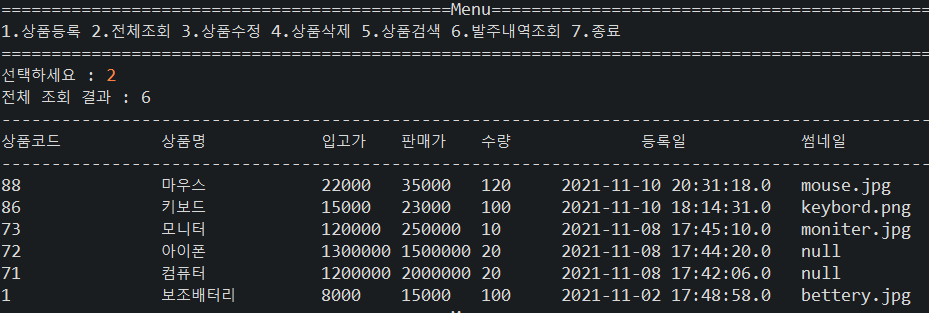 =============================================Menu================================================
1.상품등록 2.전체조회 3.상품수정 4.상품삭제 5.상품검색 6.발주내역조회 7.종료
=============================================================================================
선택하세요 : 2
전체 조회 결과 : 6
---------------------------------------------------------------------------------------------
상품코드 상품명 입고가 판매가 수량 등록일 썸네일
---------------------------------------------------------------------------------------------
88 마우스 22000 35000 120 2021-11-10 20:31:18.0 mouse.jpg
86 키보드 15000 23000 100 2021-11-10 18:14:31.0 keybord.png
73 모니터 120000 250000 10 2021-11-08 17:45:10.0 moniter.jpg
72 아이폰 1300000 1500000 20 2021-11-08 17:44:20.0 null
71 컴퓨터 1200000 2000000 20 2021-11-08 17:42:06.0 null
1 보조배터리 8000 15000 100 2021-11-02 17:48:58.0 bettery.jpg